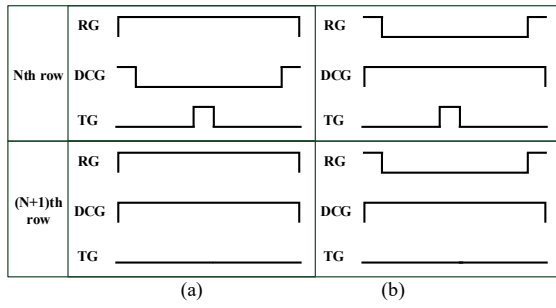 RG RG
Nth row DCG DCG
TG TG
RG RG
(N+1)th
row
DCG DCG
TG TG
(a) (b)